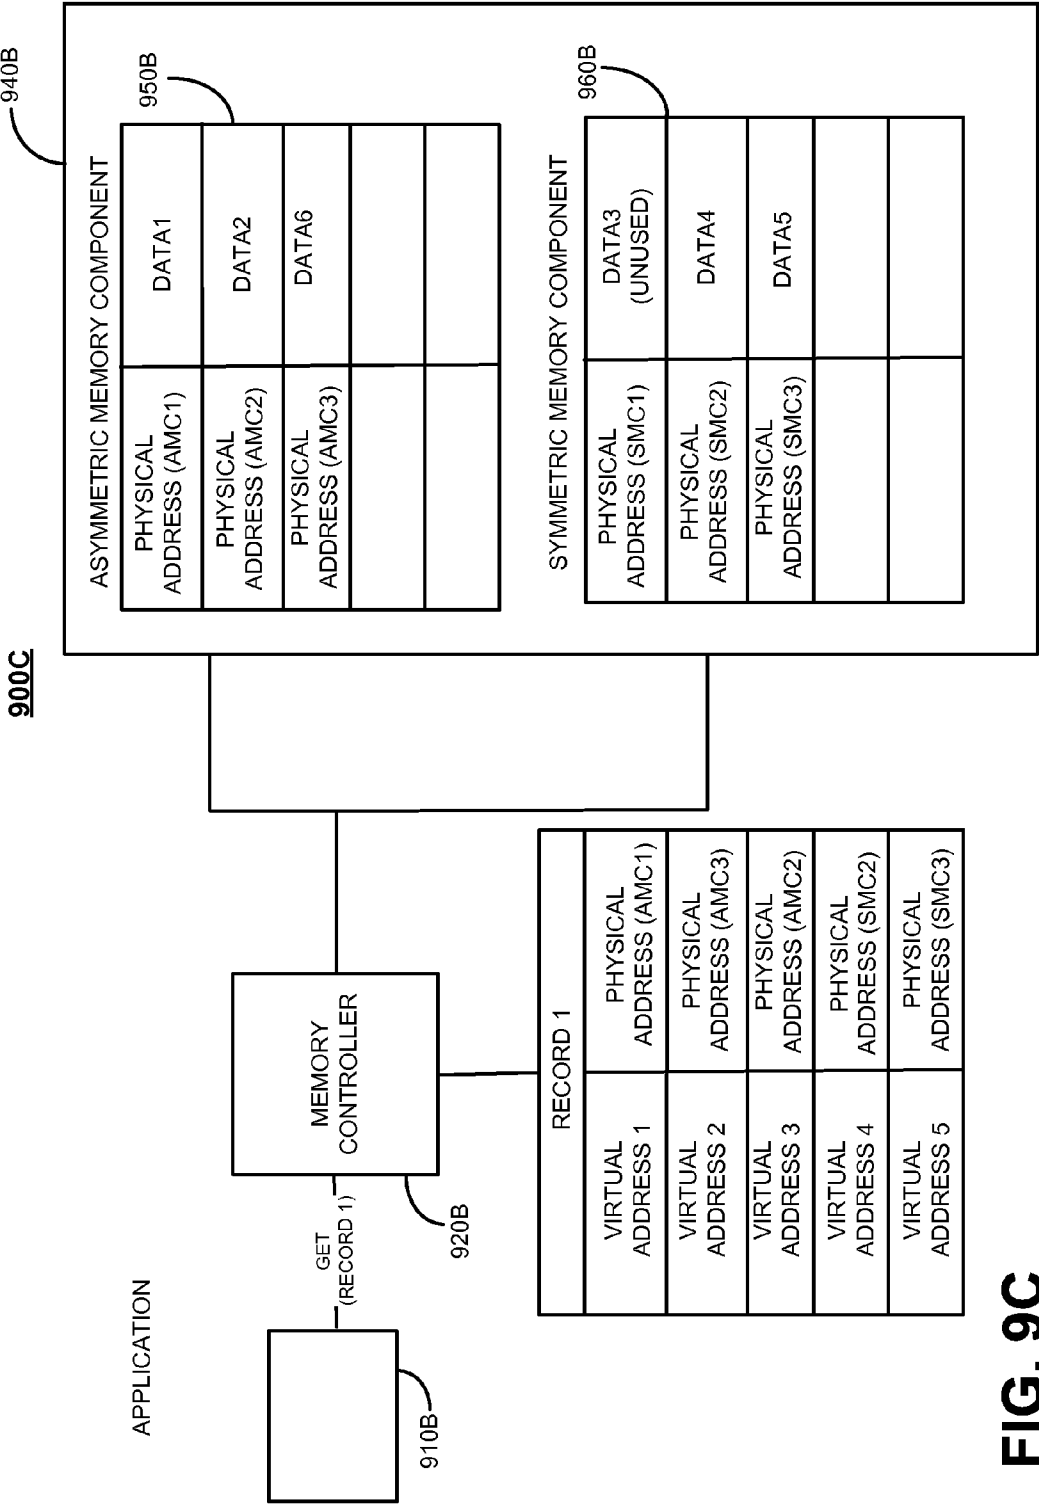 900C
940B
ASYMMETRIC MEMORY COMPONENT
950B
PHYSICAL
ADDRESS (AMC1)
DATA1
PHYSICAL
ADDRESS (AMC2)
DATA2
PHYSICAL
ADDRESS (AMC3)
DATA6
SYMMETRIC MEMORY COMPONENT
960B
PHYSICAL
ADDRESS (SMC1)
DATA3
(UNUSED)
PHYSICAL
ADDRESS (SMC2)
DATA4
PHYSICAL
ADDRESS (SMC3)
DATA5
APPLICATION
910B
GET
(RECORD 1)
MEMORY
CONTROLLER
920B
RECORD 1
VIRTUAL
ADDRESS 1
PHYSICAL
ADDRESS (AMC1)
VIRTUAL
ADDRESS 2
PHYSICAL
ADDRESS (AMC3)
VIRTUAL
ADDRESS 3
PHYSICAL
ADDRESS (AMC2)
VIRTUAL
ADDRESS 4
PHYSICAL
ADDRESS (SMC2)
VIRTUAL
ADDRESS 5
PHYSICAL
ADDRESS (SMC3)
FIG. 9C